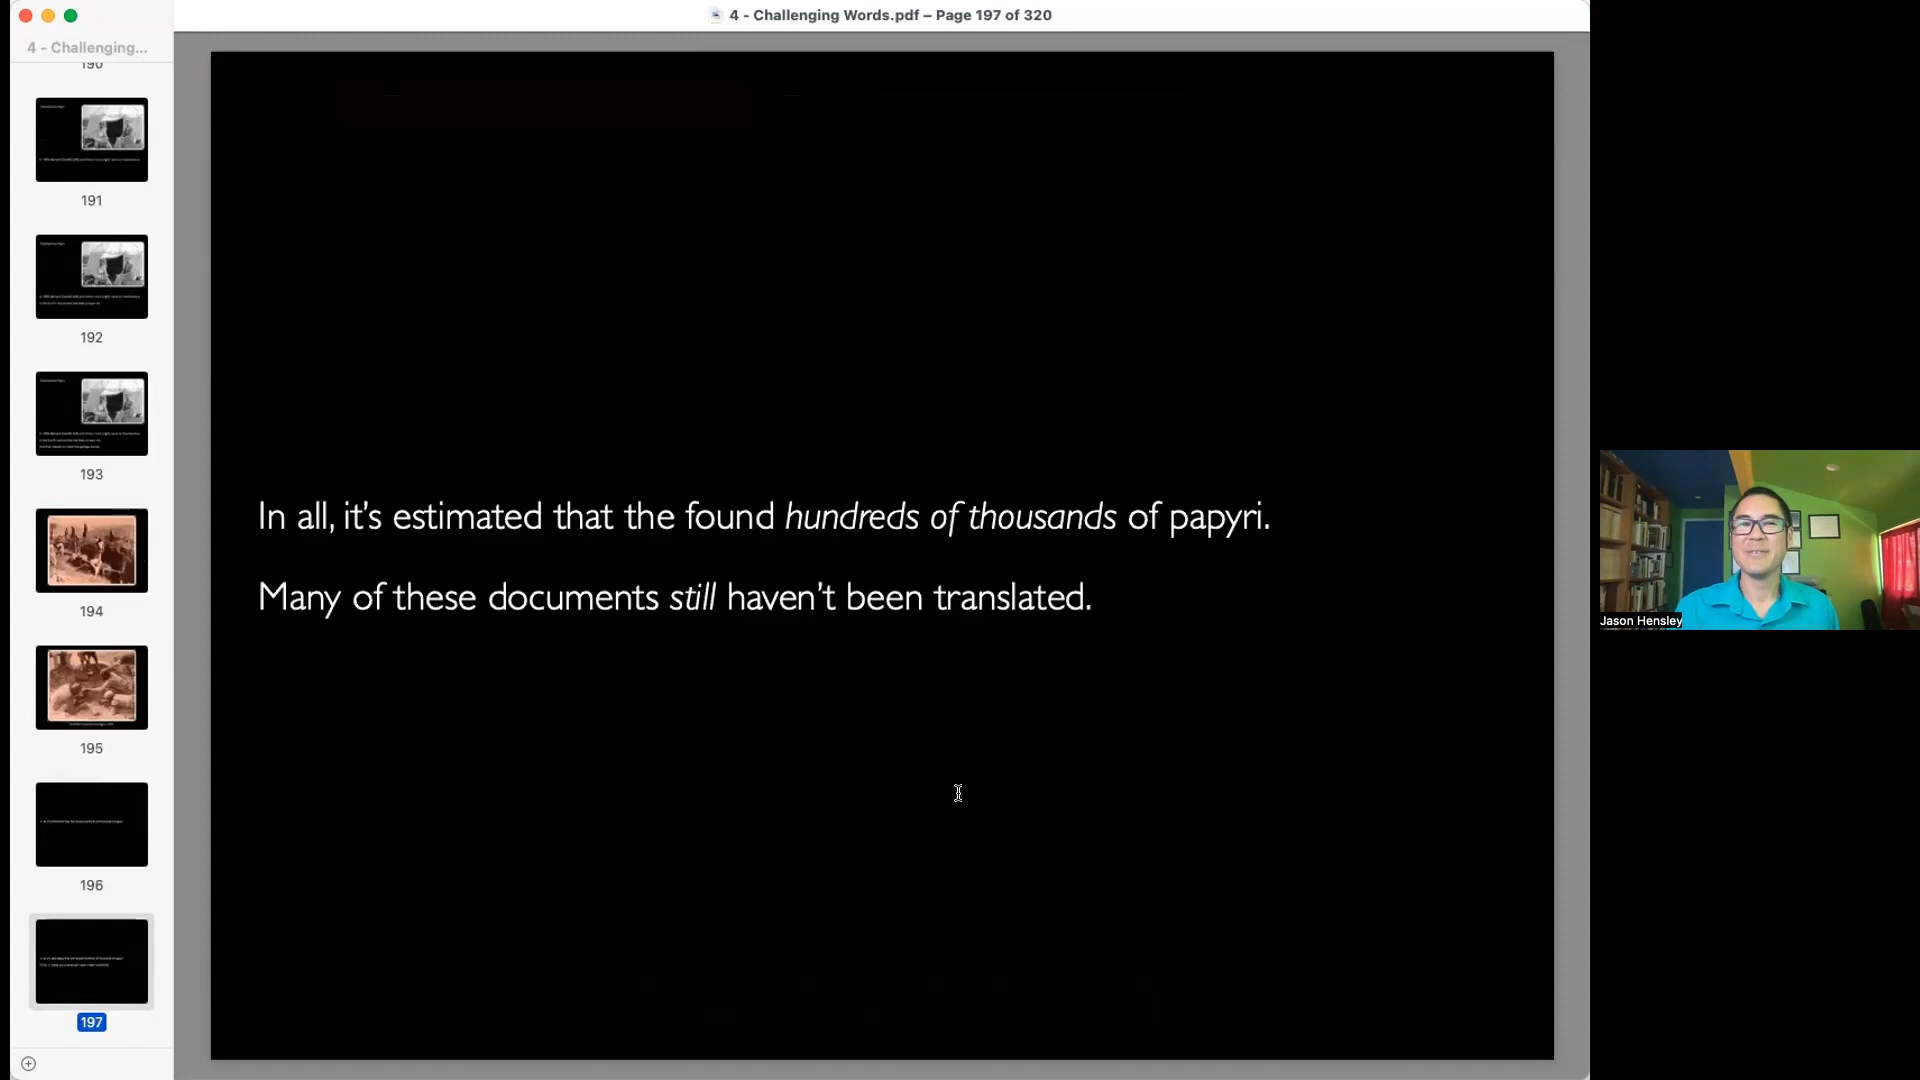 4 - Challenging Words.pdf – Page 197 of 320
4 - Challenging...
190
191
192
193
194
195
196
197
In all, it's estimated that the found hundreds of thousands of papyri.
Many of these documents still haven't been translated.
Jason Hensley